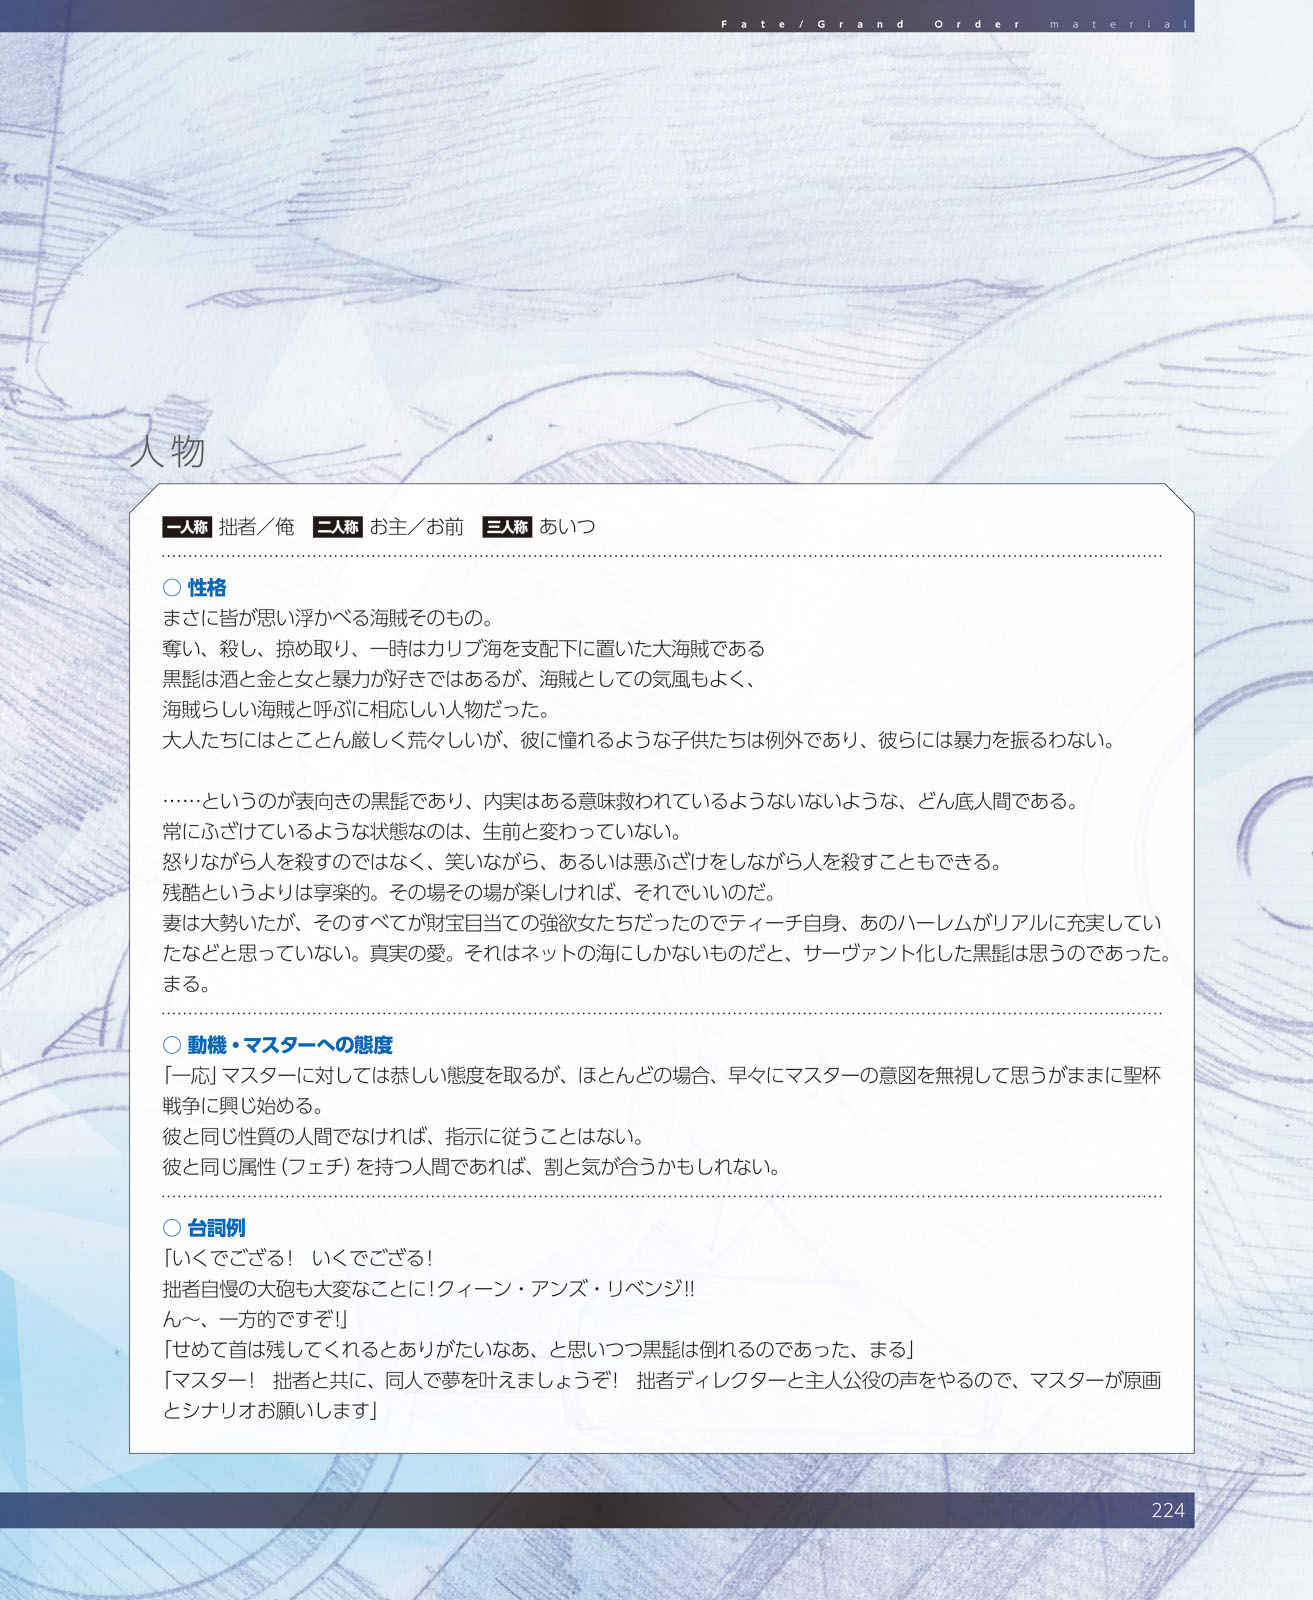 Fate/Grand Order material
人物
一人称 拙者／俺 二人称 お主／お前 三人称 あいつ
○ 性格
まさに皆が思い浮かべる海賊そのもの。
奪い、殺し、掠め取り、一時はカリブ海を支配下に置いた大海賊である
黒髭は酒と金と女と暴力が好きではあるが、海賊としての気風もよく、
海賊らしい海賊と呼ぶに相応しい人物だった。
大人たちにはとことん厳しく荒々しいが、彼に憧れるような子供たちは例外であり、彼らには暴力を振るわない。
……というのが表向きの黒髭であり、内実はある意味救われているようないないような、どん底人間である。
常にふざけているような状態なのは、生前と変わっていない。
怒りながら人を殺すのではなく、笑いながら、あるいは悪ふざけをしながら人を殺すこともできる。
残酷というよりは享楽的。その場その場が楽しければ、それでいいのだ。
妻は大勢いたが、そのすべてが財宝目当ての強欲女たちだったのでティーチ自身、あのハーレムがリアルに充実してい
たなどと思っていない。真実の愛。それはネットの海にしかないものだと、サーヴァント化した黒髭は思うのであった。
まる。
○ 動機・マスターへの態度
「一応」マスターに対しては恭しい態度を取るが、ほとんどの場合、早々にマスターの意図を無視して思うがままに聖杯
戦争に興じ始める。
彼と同じ性質の人間でなければ、指示に従うことはない。
彼と同じ属性（フェチ）を持つ人間であれば、割と気が合うかもしれない。
○ 台詞例
「いくでござる！　いくでござる！
拙者自慢の大砲も大変なことに！クィーン・アンズ・リベンジ!!
ん〜、一方的ですぞ！」
「せめて首は残してくれるとありがたいなあ、と思いつつ黒髭は倒れるのであった、まる」
「マスター！　拙者と共に、同人で夢を叶えましょうぞ！　拙者ディレクターと主人公役の声をやるので、マスターが原画
とシナリオお願いします」
224